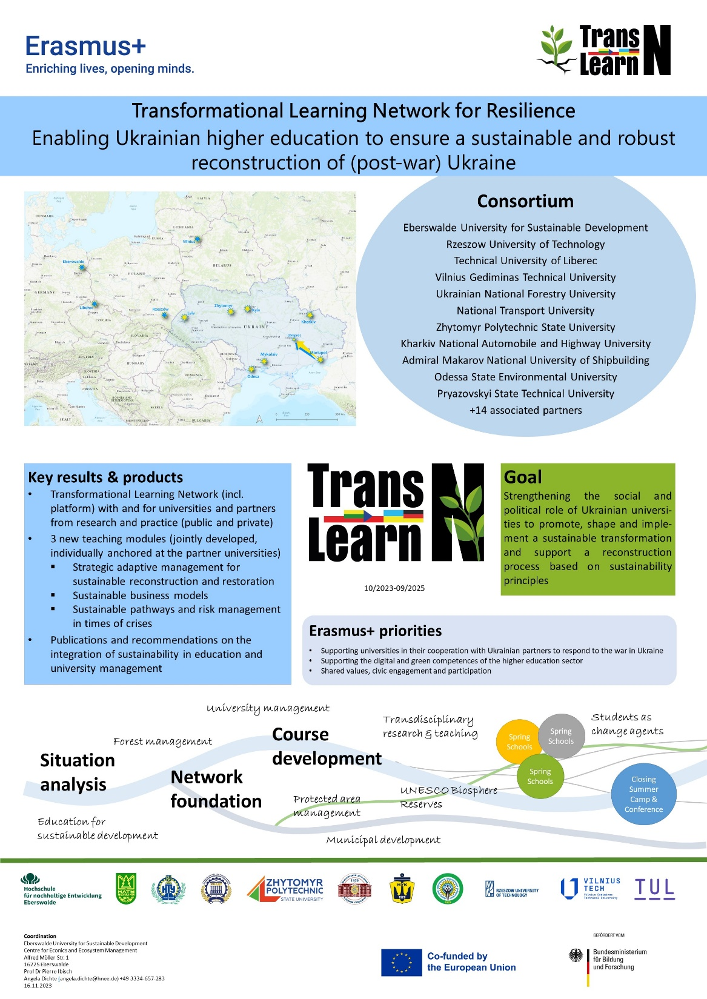 Erasmus+
Enriching lives, opening minds.
Trans
Learn
N
Transformational Learning Network for Resilience
Enabling Ukrainian higher education to ensure a sustainable and robust
reconstruction of (post-war) Ukraine
DENMARK
LATVIA
LITHUANIA
Vilnius
RUSSIA
BELARUS
Eberswalde
POLAND
GERMANY
Liberec
CZECHIA
Rzeszów
Lviv
Zhytomyr
Kyiv
Kharkiv
UKRAINE
(Dnipro)
Mariupol
SLOVAKIA
AUSTRIA
HUNGARY
MOLDOVA
Mykolaiv
Odesa
SLOVENIA
CROATIA
ROMANIA
BOSNIA AND
HERZEGOVINA
SERBIA
ITALY
MONTENEGRO
BULGARIA
Consortium
Eberswalde University for Sustainable Development
Rzeszow University of Technology
Technical University of Liberec
Vilnius Gediminas Technical University
Ukrainian National Forestry University
National Transport University
Zhytomyr Polytechnic State University
Kharkiv National Automobile and Highway University
Admiral Makarov National University of Shipbuilding
Odessa State Environmental University
Pryazovskyi State Technical University
+14 associated partners
Key results & products
• Transformational Learning Network (incl.
platform) with and for universities and partners
from research and practice (public and private)
• 3 new teaching modules (jointly developed,
individually anchored at the partner universities)
▪ Strategic adaptive management for
sustainable reconstruction and restoration
▪ Sustainable business models
▪ Sustainable pathways and risk management
in times of crises
• Publications and recommendations on the
integration of sustainability in education and
university management
Trans
Learn
N
10/2023-09/2025
Goal
Strengthening the social and
political role of Ukrainian universi-
ties to promote, shape and imple-
ment a sustainable transformation
and support a reconstruction
process based on sustainability
principles
Erasmus+ priorities
• Supporting universities in their cooperation with Ukrainian partners to respond to the war in Ukraine
• Supporting the digital and green competences of the higher education sector
• Shared values, civic engagement and participation
University management
Forest management
Situation
analysis
Network
foundation
Course
development
Transdisciplinary
research & teaching
Spring
Schools
Spring
Schools
Spring
Schools
Students as
change agents
Closing
Summer
Camp &
Conference
Protected area
management
UNESCO Biosphere
Reserves
Education for
sustainable development
Municipal development
Hochschule
für nachhaltige Entwicklung
Eberswalde
НТУ
ZHYTOMYR
POLYTECHNIC
STATE UNIVERSITY
1930
НУК
1920
RZESZOW UNIVERSITY
OF TECHNOLOGY
VILNIUS
TECH
Vilnius Gediminas
Technical University
TUL
Coordination
Eberswalde University for Sustainable Development
Centre for Econics and Ecosystem Management
Alfred Möller Str. 1
16225 Eberswalde
Prof Dr Pierre Ibisch
Angela Dichte (angela.dichte@hnee.de) +49 3334-657-283
16.11.2023
Co-funded by
the European Union
GEFÖRDERT VOM
Bundesministerium
für Bildung
und Forschung